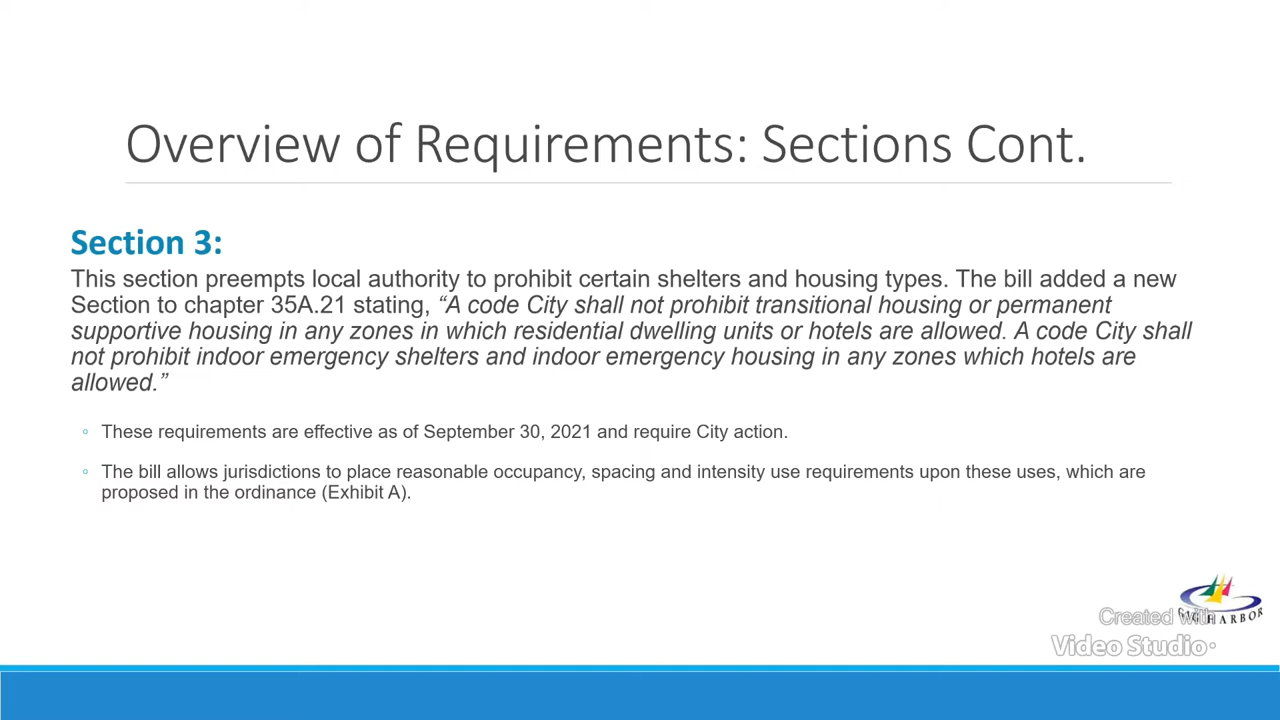 Overview of Requirements: Sections Cont.
Section 3:
This section preempts local authority to prohibit certain shelters and housing types. The bill added a new
Section to chapter 35A.21 stating, “A code City shall not prohibit transitional housing or permanent
supportive housing in any zones in which residential dwelling units or hotels are allowed. A code City shall
not prohibit indoor emergency shelters and indoor emergency housing in any zones which hotels are
allowed.”
◦ These requirements are effective as of September 30, 2021 and require City action.
◦ The bill allows jurisdictions to place reasonable occupancy, spacing and intensity use requirements upon these uses, which are
proposed in the ordinance (Exhibit A).
GIG HARBOR
Created with
Video Studio